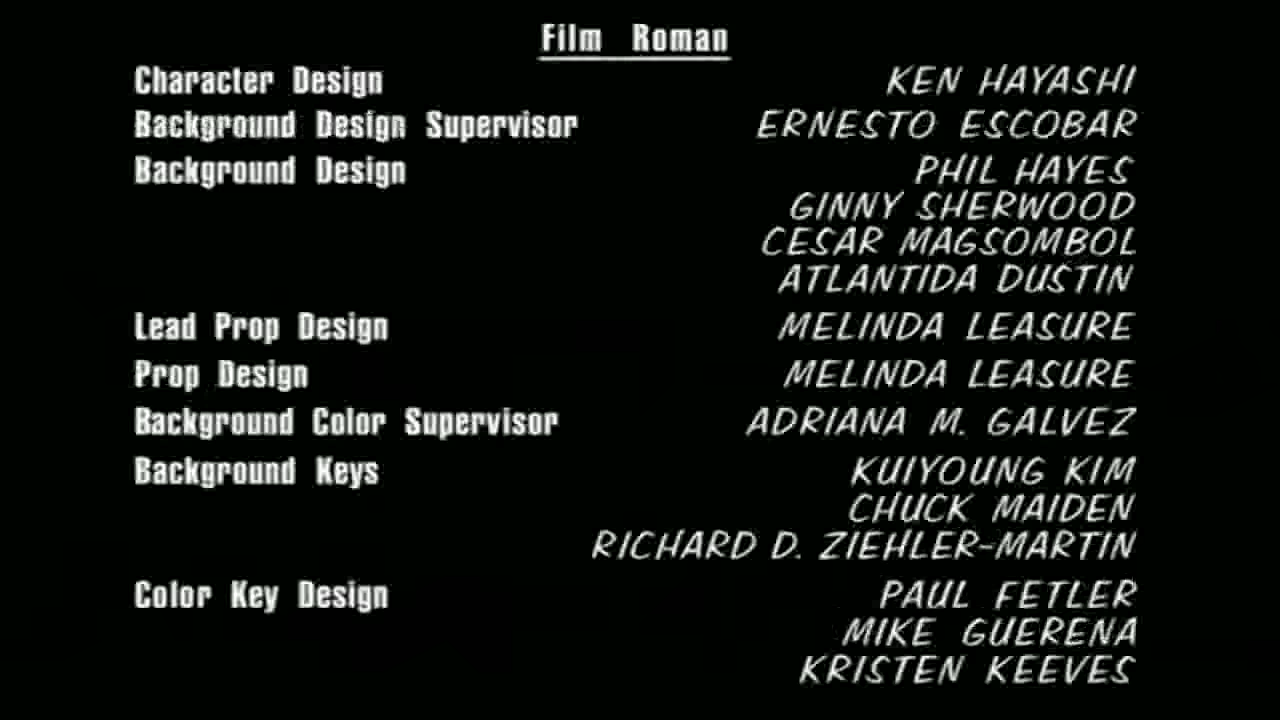 Film Roman
Character Design KEN HAYASHI
Background Design Supervisor ERNESTO ESCOBAR
Background Design PHIL HAYES
GINNY SHERWOOD
CESAR MAGSOMBOL
ATLANTIDA DUSTIN
Lead Prop Design MELINDA LEASURE
Prop Design MELINDA LEASURE
Background Color Supervisor ADRIANA M. GALVEZ
Background Keys KUIYOUNG KIM
CHUCK MAIDEN
RICHARD D. ZIEHLER-MARTIN
Color Key Design PAUL FETLER
MIKE GUERENA
KRISTEN KEEVES